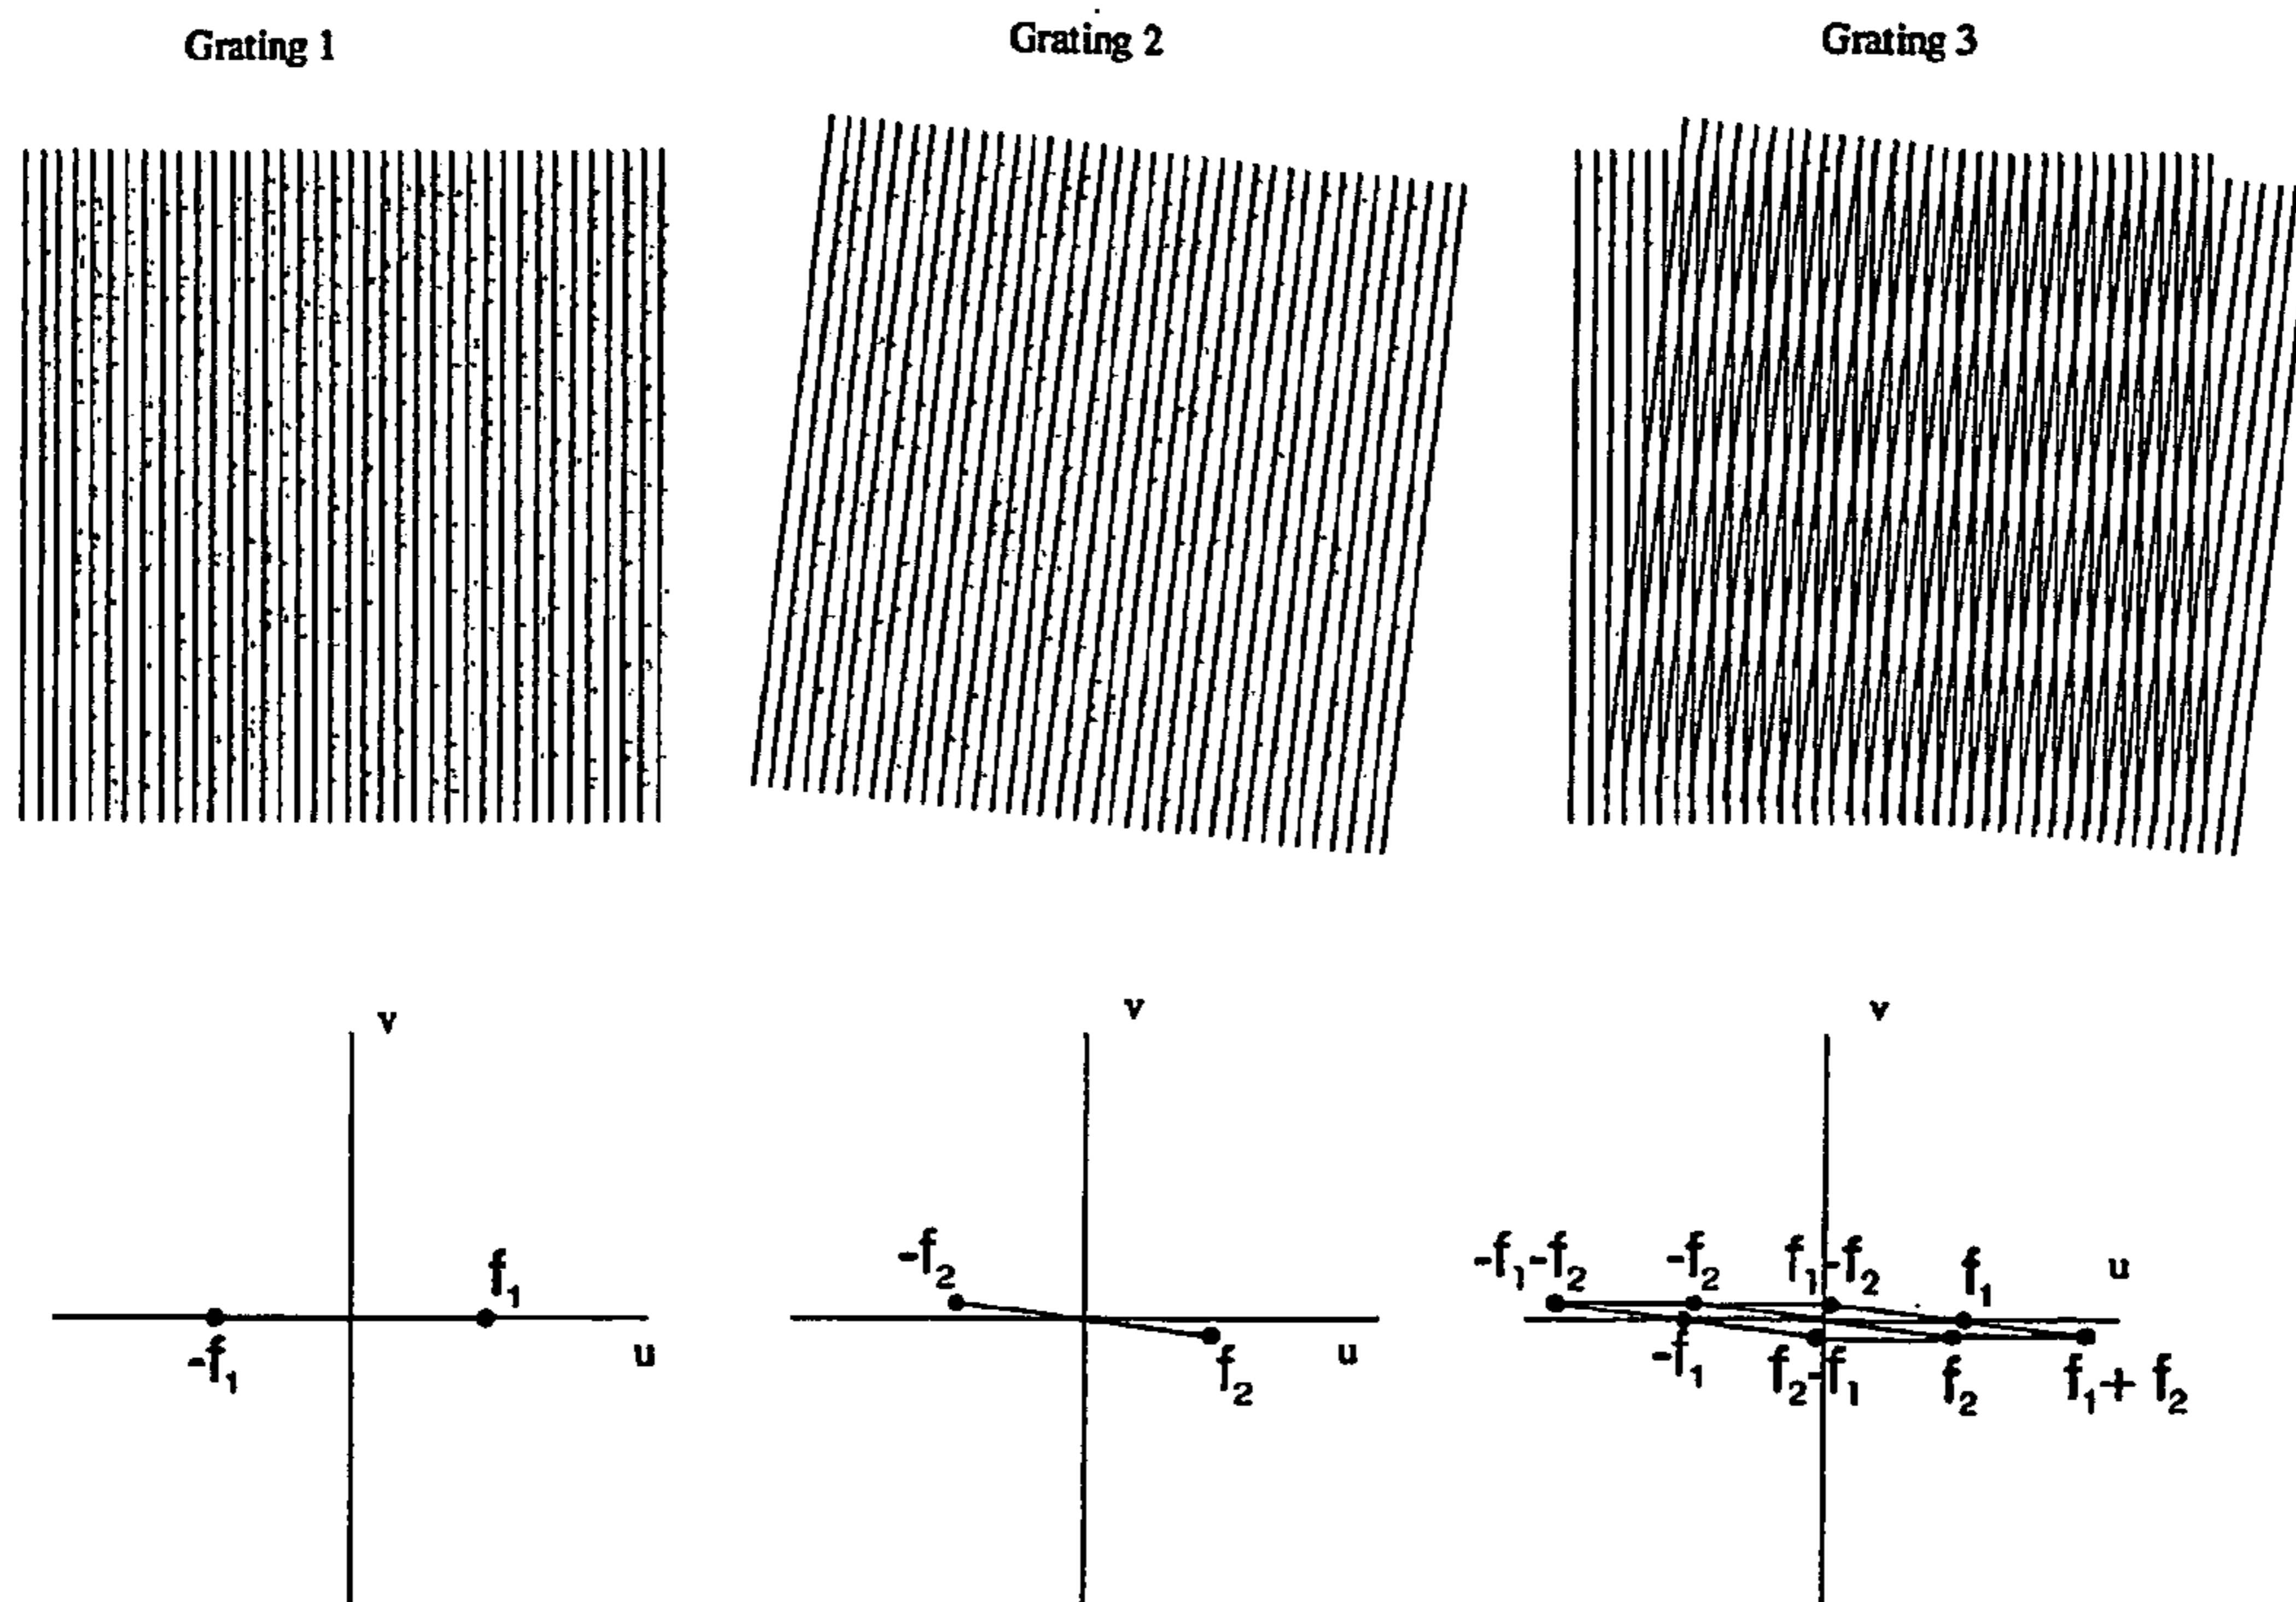 Grating 1
Grating 2
Grating 3
v
f₁
-f₁
u
v
-f₂
f₂
u
v
-f₁-f₂
-f₂
f₁-f₂
f₁
u
-f₁
f₂-f₁
f₂
f₁+ f₂